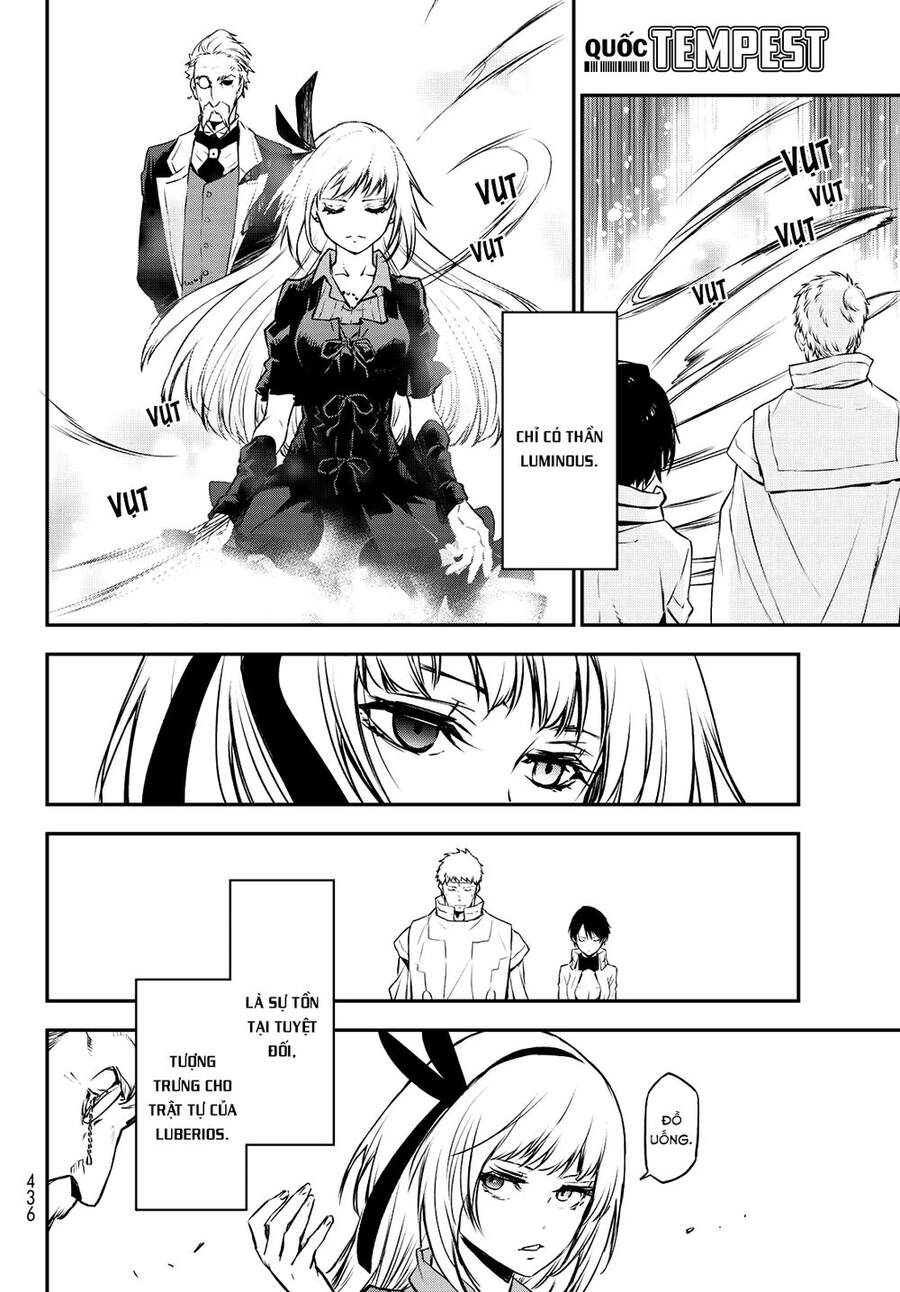 QUỐC TEMPEST
VỤT
VỤT
VỤT
VỤT
VỤT
VỤT
VỤT
VỤT
CHỈ CÓ THẦN
LUMINOUS.
LÀ SỰ TỒN
TẠI TUYỆT
ĐỐI,
TƯỢNG
TRƯNG CHO
TRẬT TỰ CỦA
LUBERIOS.
ĐỒ
UỐNG.
436